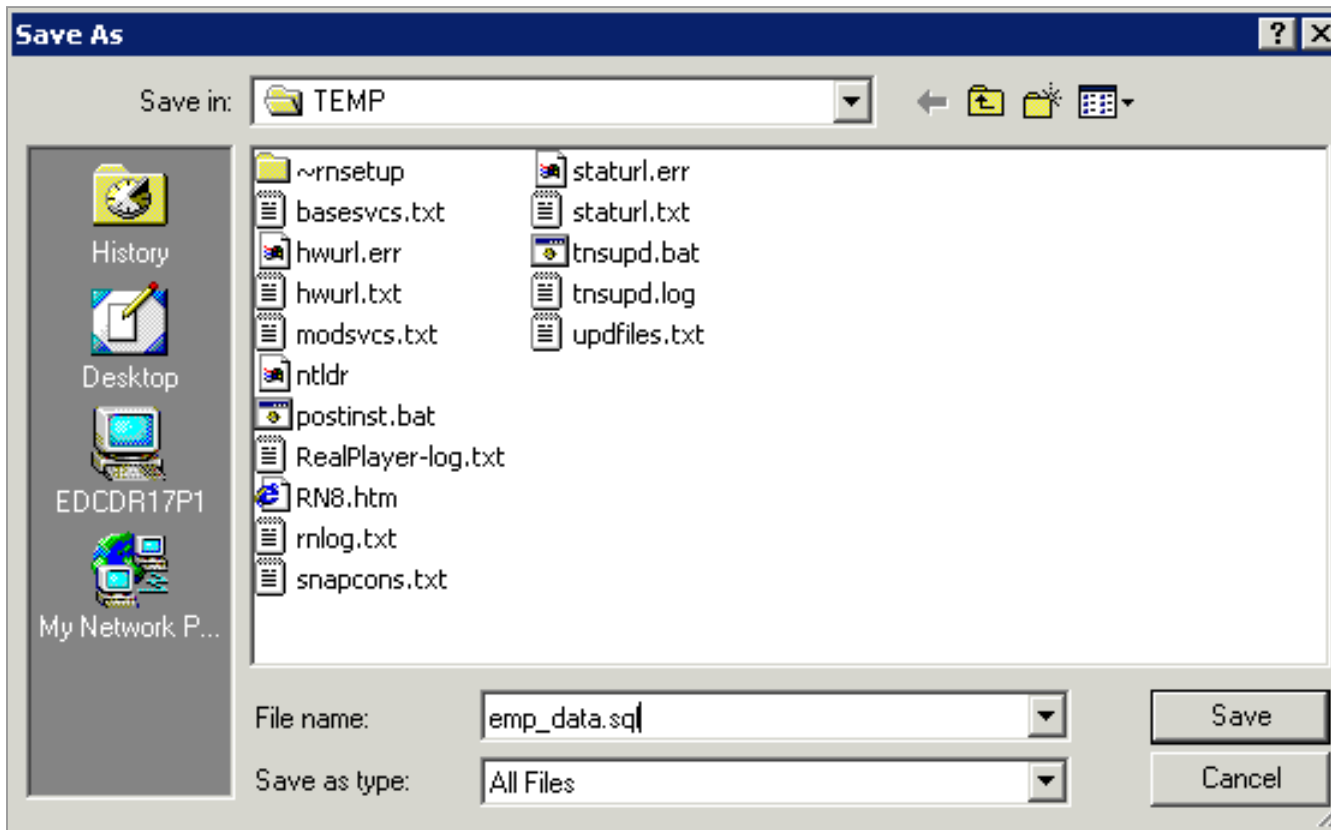 Save As
Save in: TEMP
History
Desktop
EDCDR17P1
My Network P...
~rnsetup
basesvcs.txt
hwurl.err
hwurl.txt
modsvcs.txt
ntldr
postinst.bat
RealPlayer-log.txt
RN8.htm
rnlog.txt
snapcons.txt
staturl.err
staturl.txt
tnsupd.bat
tnsupd.log
updfiles.txt
File name: emp_data.sql Save
Save as type: All Files Cancel